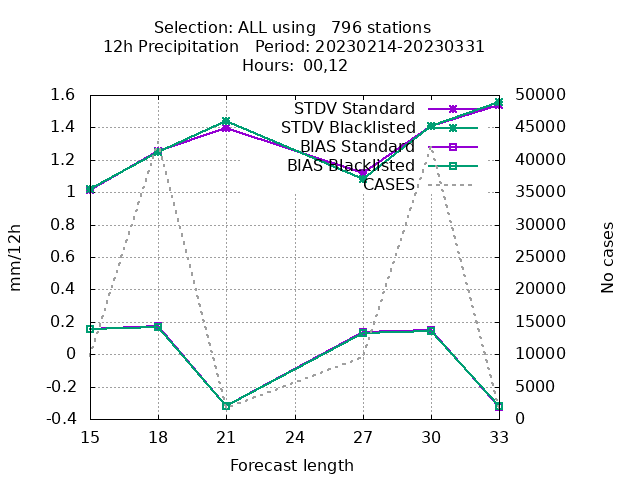 Selection: ALL using 796 stations
12h Precipitation Period: 20230214-20230331
Hours: 00,12
1.6
1.4
1.2
1
0.8
0.6
0.4
0.2
0
-0.2
-0.4
mm/12h
STDV Standard
STDV Blacklisted
BIAS Standard
BIAS Blacklisted
CASES
50000
45000
40000
35000
30000
25000
20000
15000
10000
5000
0
No cases
15 18 21 24 27 30 33
Forecast length